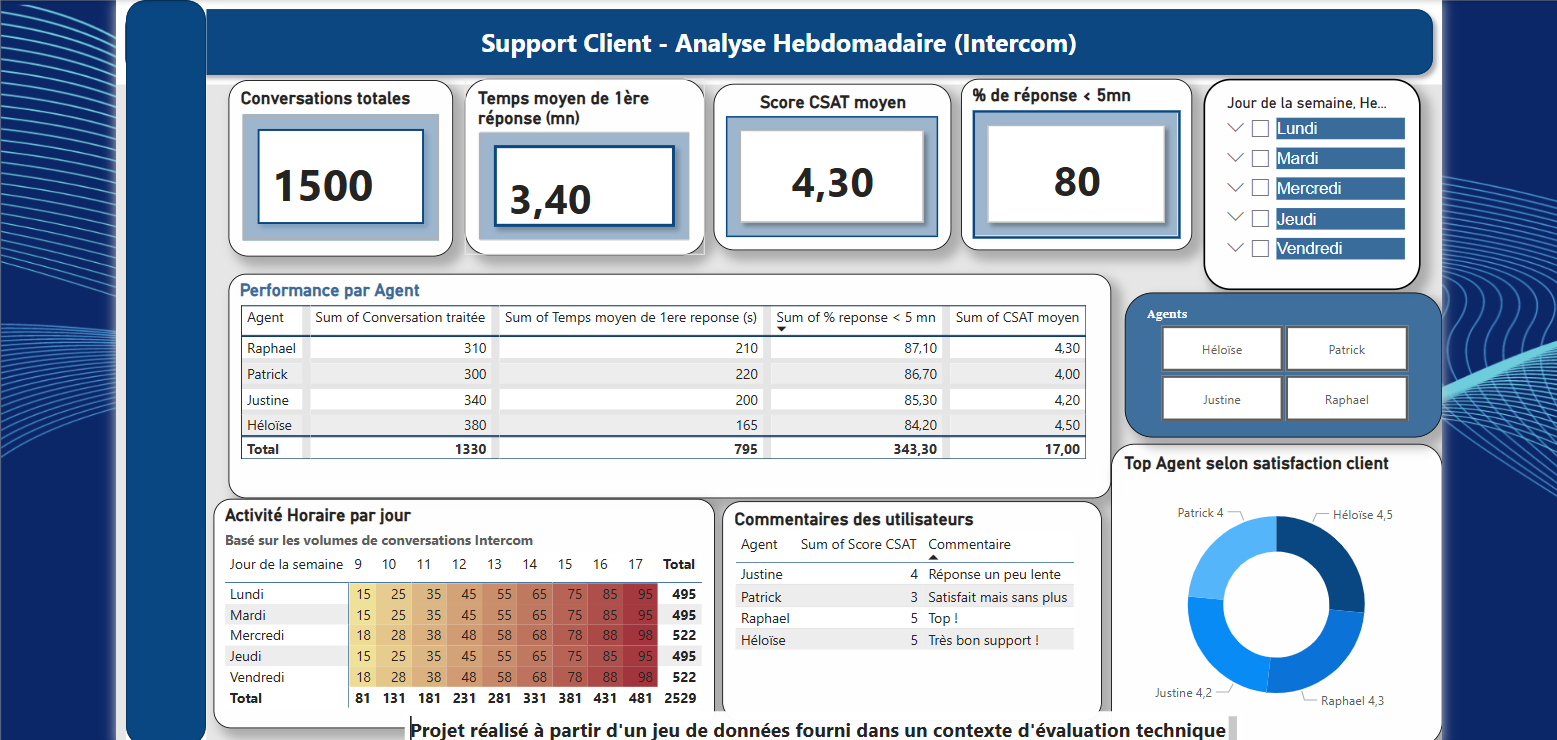 Support Client - Analyse Hebdomadaire (Intercom)
Conversations totales
1500
Temps moyen de 1ère
réponse (mn)
3,40
Score CSAT moyen
4,30
% de réponse < 5mn
80
Jour de la semaine, He...
Lundi
Mardi
Mercredi
Jeudi
Vendredi
Performance par Agent
Agent Sum of Conversation traitée Sum of Temps moyen de 1ere reponse (s) Sum of % reponse < 5 mn Sum of CSAT moyen
Raphael 310 210 87,10 4,30
Patrick 300 220 86,70 4,00
Justine 340 200 85,30 4,20
Héloïse 380 165 84,20 4,50
Total 1330 795 343,30 17,00
Agents
Héloïse Patrick
Justine Raphael
Activité Horaire par jour
Basé sur les volumes de conversations Intercom
Jour de la semaine 9 10 11 12 13 14 15 16 17 Total
Lundi 15 25 35 45 55 65 75 85 95 495
Mardi 15 25 35 45 55 65 75 85 95 495
Mercredi 18 28 38 48 58 68 78 88 98 522
Jeudi 15 25 35 45 55 65 75 85 95 495
Vendredi 18 28 38 48 58 68 78 88 98 522
Total 81 131 181 231 281 331 381 431 481 2529
Commentaires des utilisateurs
Agent Sum of Score CSAT Commentaire
Justine 4 Réponse un peu lente
Patrick 3 Satisfait mais sans plus
Raphael 5 Top !
Héloïse 5 Très bon support !
Top Agent selon satisfaction client
Patrick 4
Héloïse 4,5
Justine 4,2
Raphael 4,3
Projet réalisé à partir d'un jeu de données fourni dans un contexte d'évaluation technique